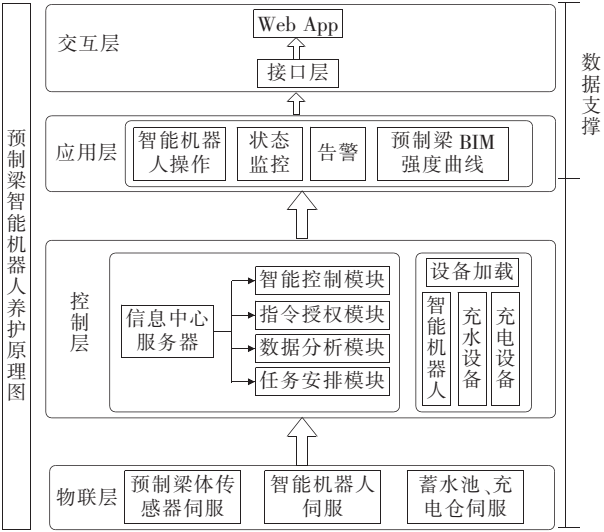 预制梁智能机器人养护原理图
交互层
Web App
接口层
数据支撑
应用层
智能机器
人操作
状态
监控
告警
预制梁 BIM
强度曲线
控制层
信息中心
服务器
智能控制模块
指令授权模块
数据分析模块
任务安排模块
设备加载
智能机器人
充水设备
充电设备
物联层
预制梁体传
感器伺服
智能机器人
伺服
蓄水池、充
电仓伺服